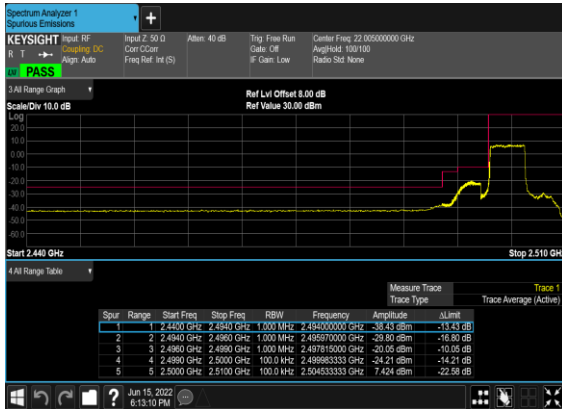 Spectrum Analyzer 1
Spurious Emissions
KEYSIGHT Input: RF Input Z: 50 Ω Atten: 40 dB Trig: Free Run Center Freq: 22.005000000 GHz
R T Coupling: DC Corr CCorr Gate: Off Avg|Hold: 100/100
Align: Auto Freq Ref: Int (S) IF Gain: Low Radio Std: None
PASS
3 All Range Graph
Ref Lvl Offset 8.00 dB
Scale/Div 10.0 dB Ref Value 30.00 dBm
Log
20.0
10.0
0.00
-10.0
-20.0
-30.0
-40.0
-50.0
-60.0
Start 2.440 GHz Stop 2.510 GH
4 All Range Table
Measure Trace Trace 1
Trace Type Trace Average (Active)
Spur Range Start Freq Stop Freq RBW Frequency Amplitude ΔLimit
1 1 2.4400 GHz 2.4940 GHz 1.000 MHz 2.494000000 GHz -38.43 dBm -13.43 dB
2 2 2.4940 GHz 2.4960 GHz 1.000 MHz 2.495970000 GHz -29.80 dBm -16.80 dB
3 3 2.4960 GHz 2.4990 GHz 1.000 MHz 2.497815000 GHz -20.05 dBm -10.05 dB
4 4 2.4990 GHz 2.5000 GHz 100.0 kHz 2.499983333 GHz -24.21 dBm -14.21 dB
5 5 2.5000 GHz 2.5100 GHz 100.0 kHz 2.504533333 GHz 7.424 dBm -22.58 dB
Jun 15, 2022
6:13:10 PM